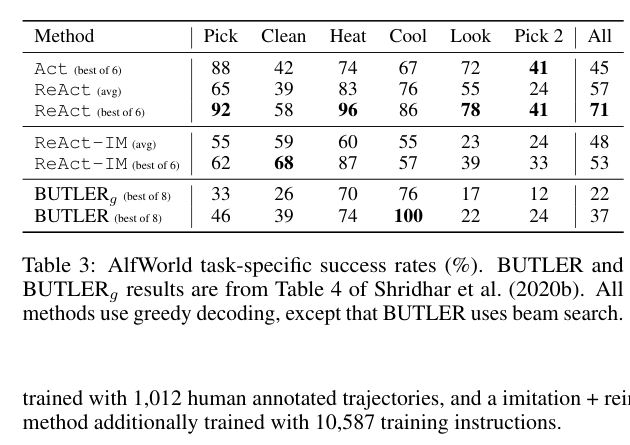 Method Pick Clean Heat Cool Look Pick 2 All
Act (best of 6) 88 42 74 67 72 41 45
ReAct (avg) 65 39 83 76 55 24 57
ReAct (best of 6) 92 58 96 86 78 41 71
ReAct-IM (avg) 55 59 60 55 23 24 48
ReAct-IM (best of 6) 62 68 87 57 39 33 53
BUTLERg (best of 8) 33 26 70 76 17 12 22
BUTLER (best of 8) 46 39 74 100 22 24 37
Table 3: AlfWorld task-specific success rates (%). BUTLER and
BUTLERg results are from Table 4 of Shridhar et al. (2020b). All
methods use greedy decoding, except that BUTLER uses beam search.
trained with 1,012 human annotated trajectories, and a imitation +
method additionally trained with 10,587 training instructions.